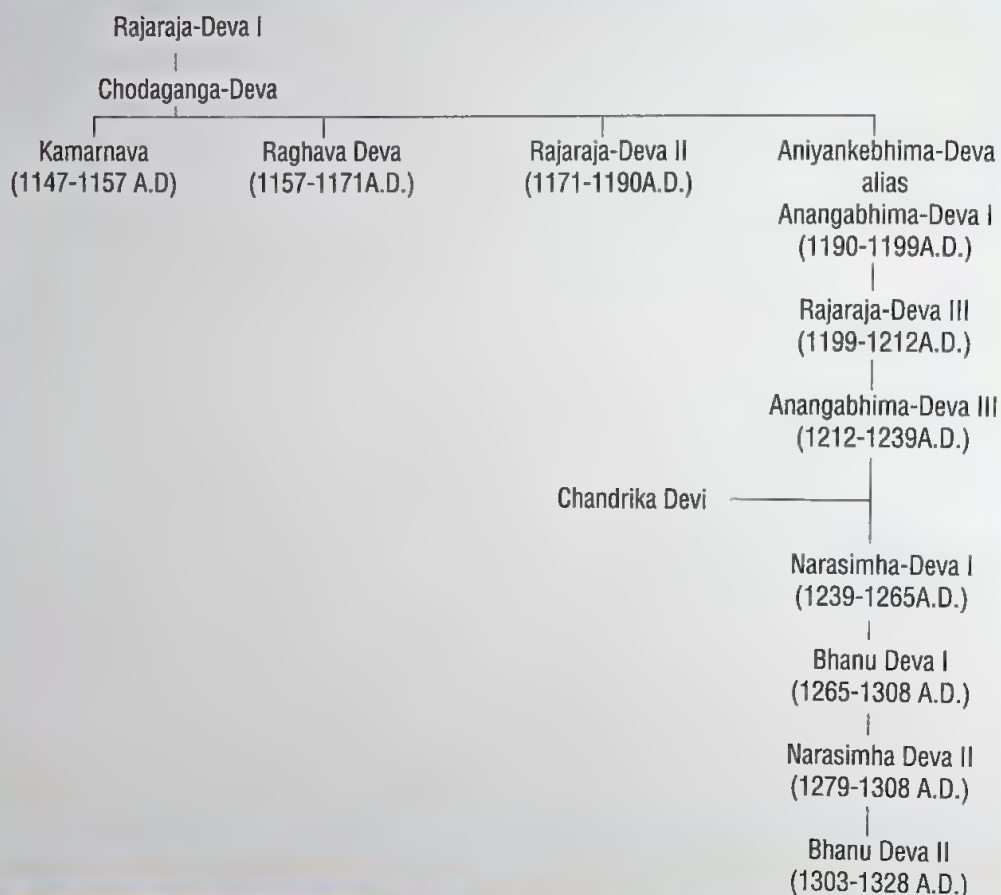 Rajaraja-Deva I
Chodaganga-Deva
Kamarnava
(1147-1157 A.D)
Raghava Deva
(1157-1171A.D.)
Rajaraja-Deva II
(1171-1190A.D.)
Aniyankebhima-Deva
alias
Anangabhima-Deva I
(1190-1199A.D.)
Rajaraja-Deva III
(1199-1212A.D.)
Anangabhima-Deva III
(1212-1239A.D.)
Chandrika Devi
Narasimha-Deva I
(1239-1265A.D.)
Bhanu Deva I
(1265-1308 A.D.)
Narasimha Deva II
(1279-1308 A.D.)
Bhanu Deva II
(1303-1328 A.D.)